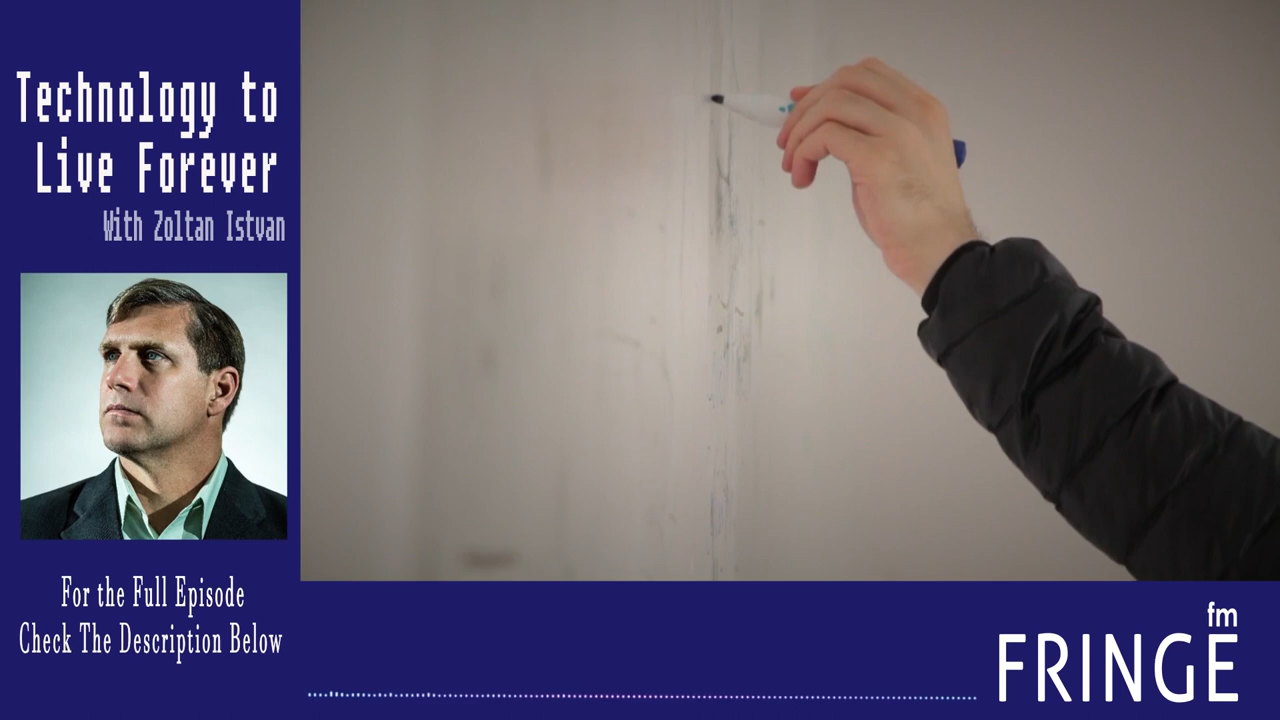 Technology to
Live Forever
With Zoltan Istvan
For the Full Episode
Check The Description Below
fm
FRINGE